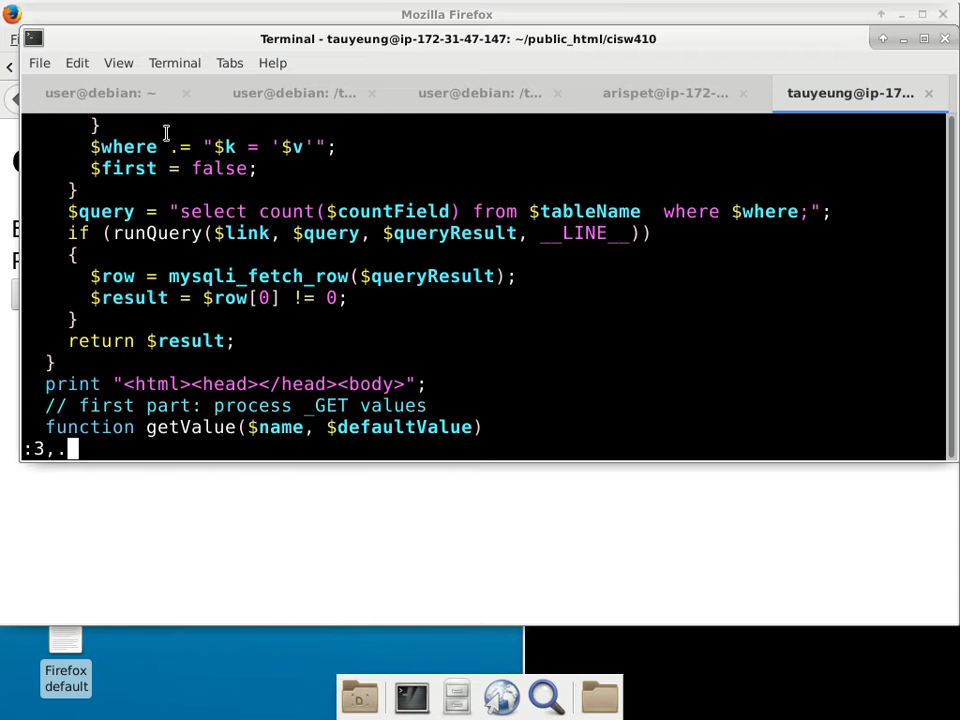 Mozilla Firefox
Terminal - tauyeung@ip-172-31-47-147: ~/public_html/cisw410
File Edit View Terminal Tabs Help
user@debian: ~
user@debian: /t...
user@debian: /t...
arispet@ip-172-...
tauyeung@ip-17...
}
$where .= "$k = '$v'";
$first = false;
}
$query = "select count($countField) from $tableName  where $where;";
if (runQuery($link, $query, $queryResult, __LINE__))
{
$row = mysqli_fetch_row($queryResult);
$result = $row[0] != 0;
}
return $result;
}
print "<html><head></head><body>";
// first part: process _GET values
function getValue($name, $defaultValue)
:3,.
Firefox
default